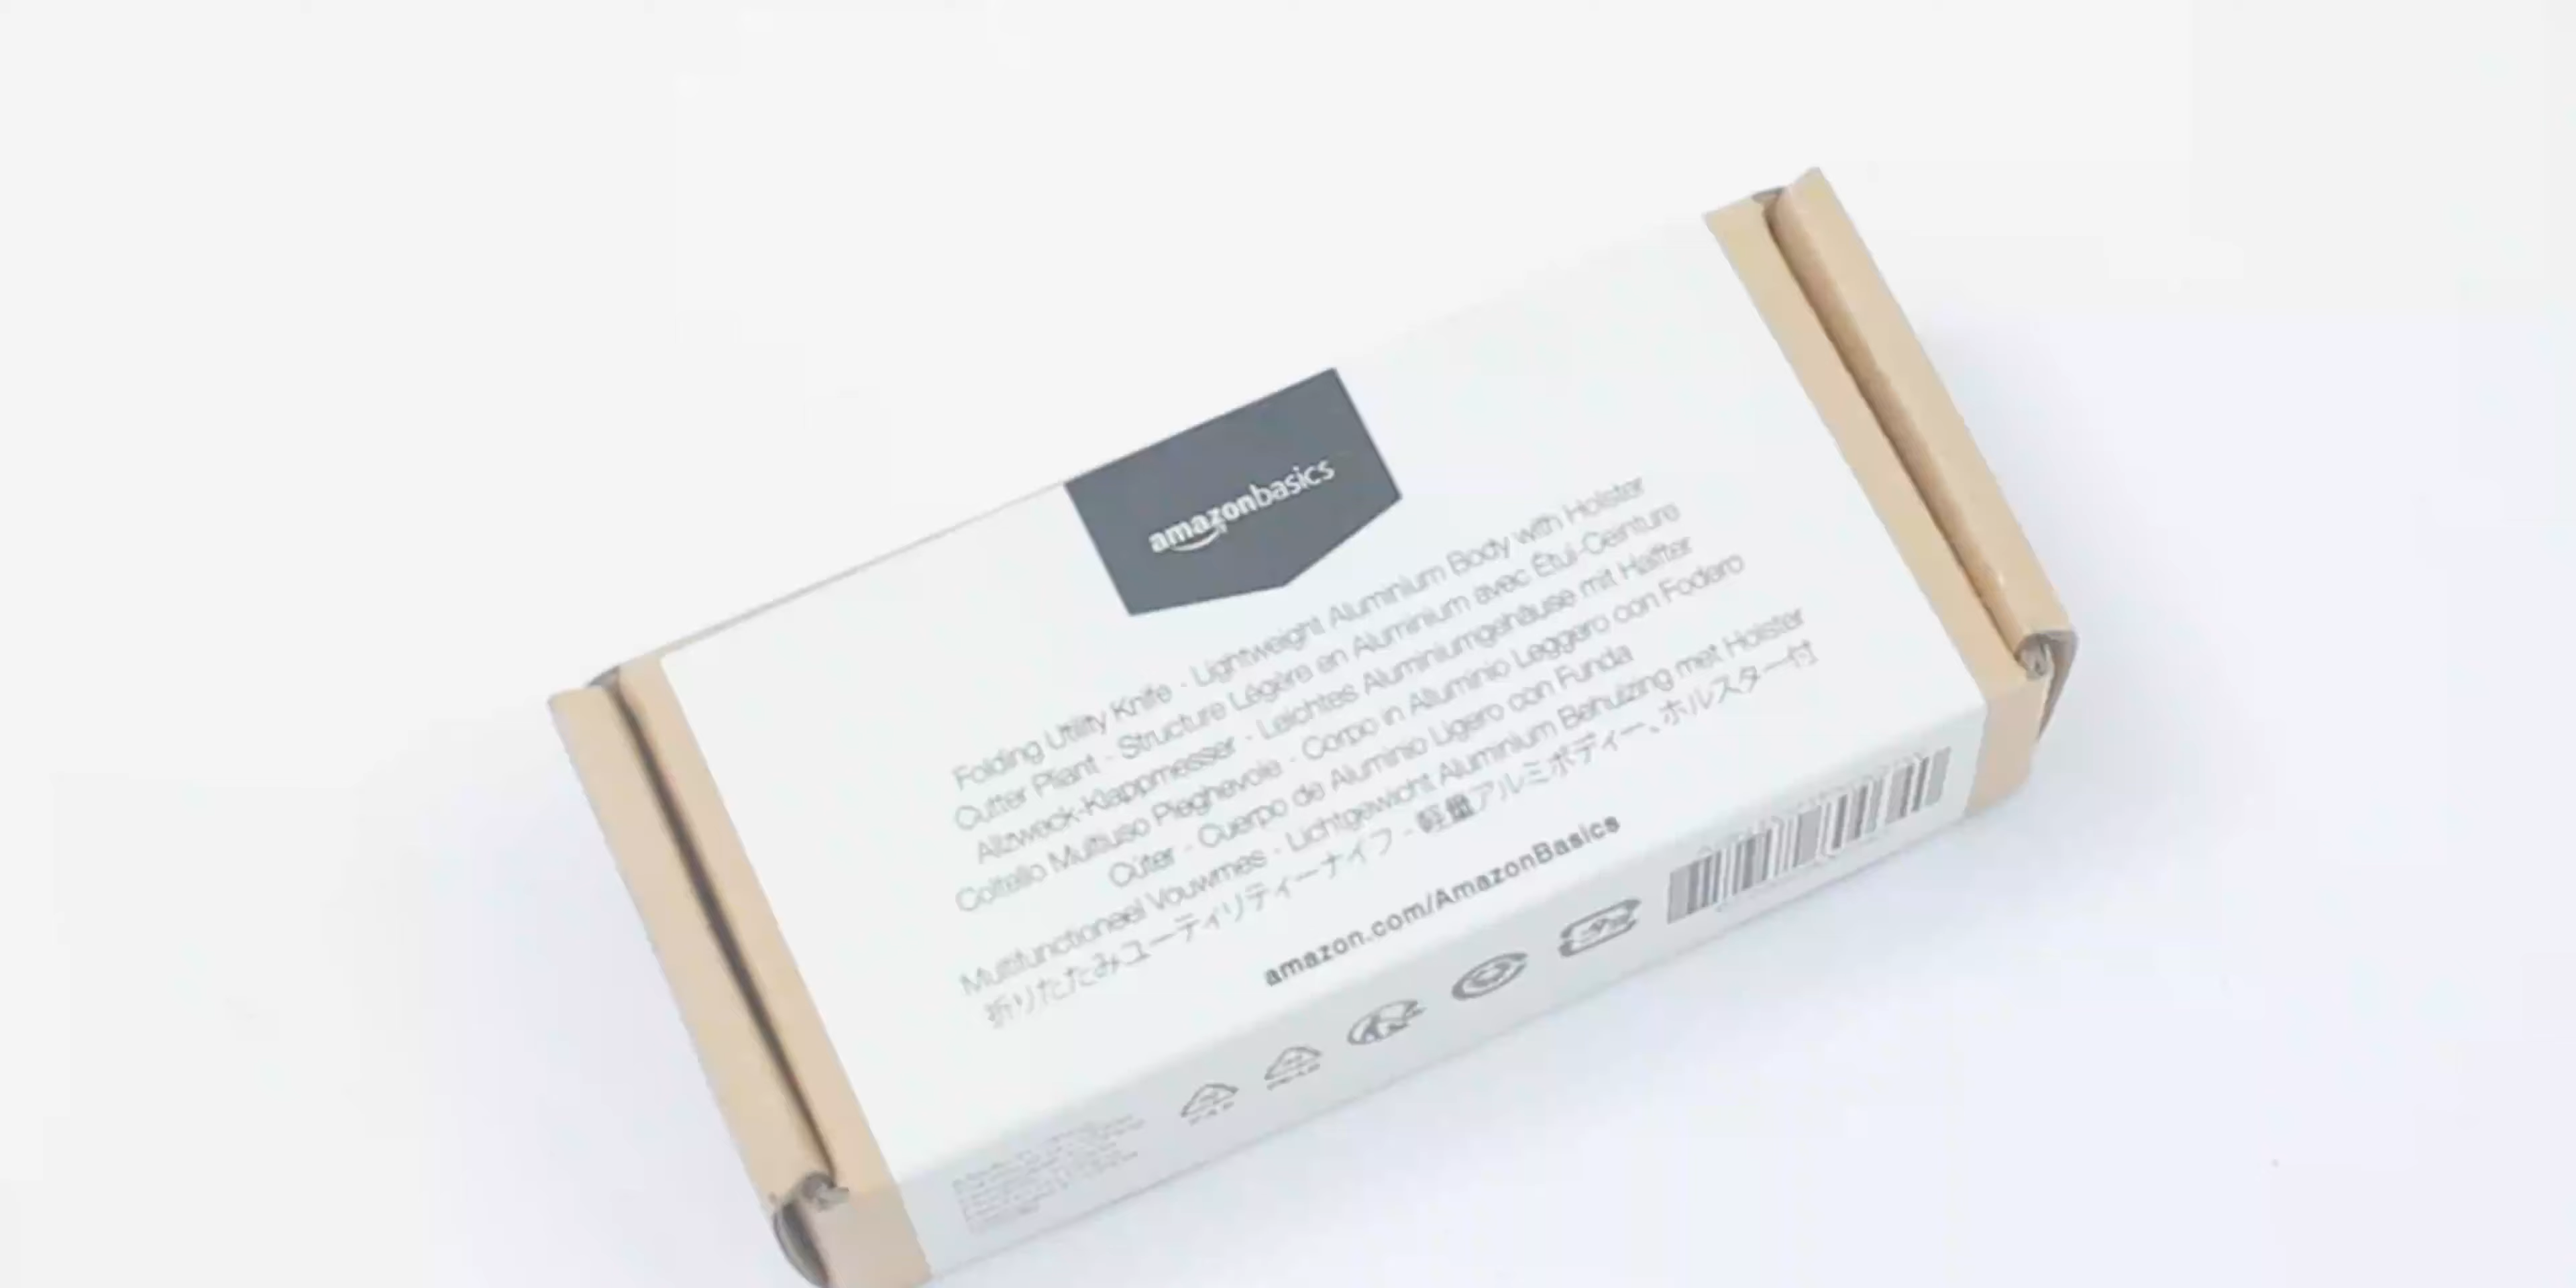 amazonbasics
Folding Utility Knife - Lightweight Aluminium Body with Holster
Cutter Pliant - Structure Légère en Aluminium avec Étui-Ceinture
Allzweck-Klappmesser - Leichtes Aluminiumgehäuse mit Halfter
Coltello Multiuso Pieghevole - Corpo in Alluminio Leggero con Fodero
Cúter - Cuerpo de Aluminio Ligero con Funda
Multifunctioneel Vouwmes - Lichtgewicht Aluminium Behuizing met Holster
折りたたみユーティリティーナイフ - 軽量アルミボディー、ホルスター付
amazon.com/AmazonBasics